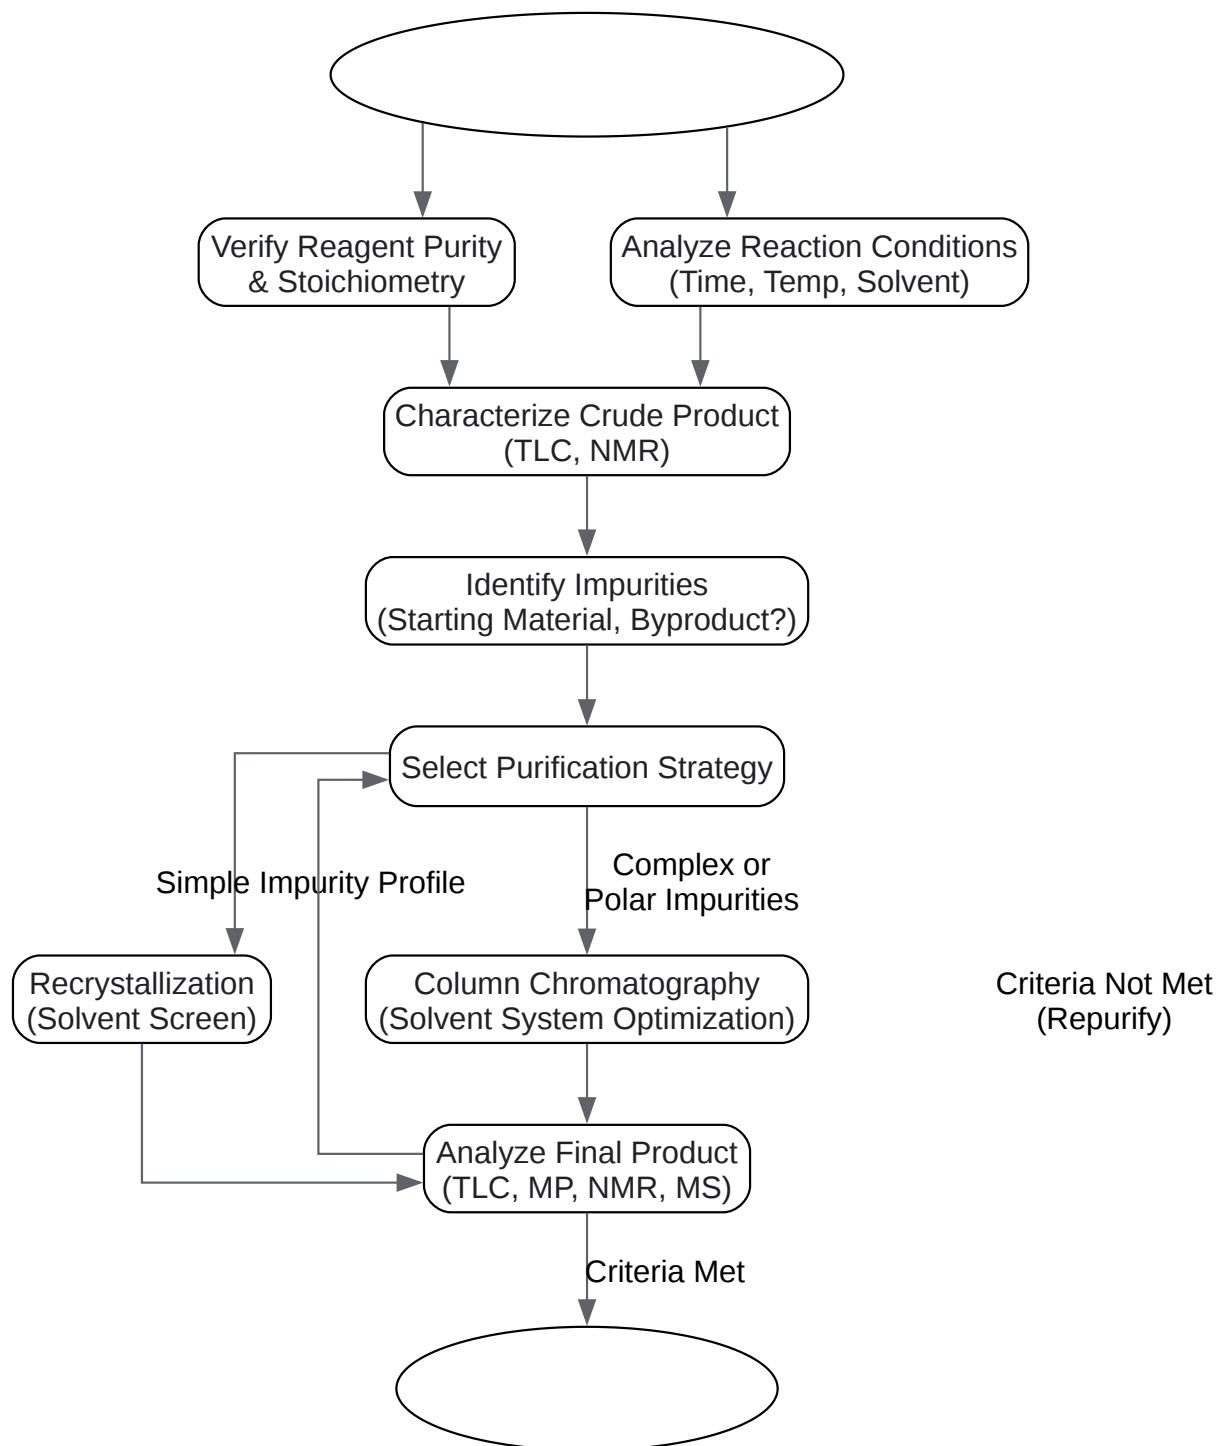 Verify Reagent Purity
& Stoichiometry
Analyze Reaction Conditions
(Time, Temp, Solvent)
Characterize Crude Product
(TLC, NMR)
Identify Impurities
(Starting Material, Byproduct?)
Select Purification Strategy
Simple Impurity Profile
Complex or
Polar Impurities
Recrystallization
(Solvent Screen)
Column Chromatography
(Solvent System Optimization)
Criteria Not Met
(Repurify)
Analyze Final Product
(TLC, MP, NMR, MS)
Criteria Met